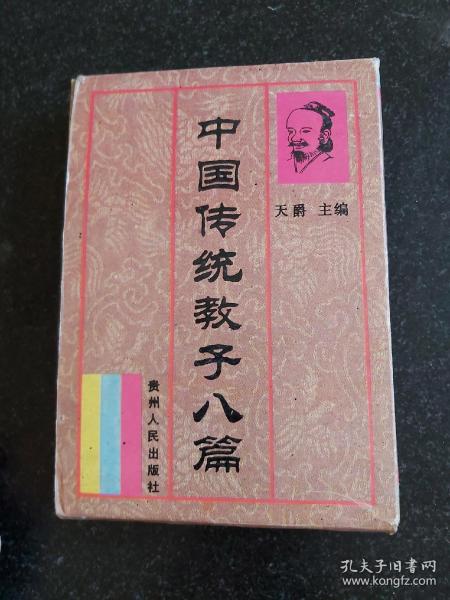 中国传统教子八篇
天爵 主编
贵州人民出版社
孔夫子旧书网
www.kongfz.com